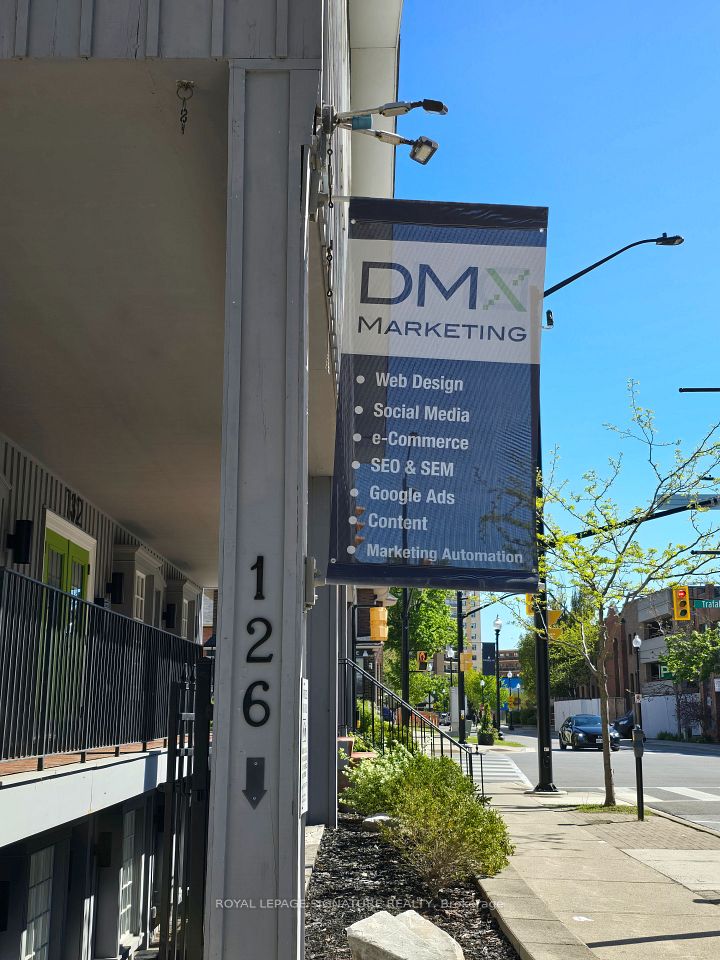 DMX
MARKETING
• Web Design
• Social Media
• e-Commerce
• SEO & SEM
• Google Ads
• Content
• Marketing Automation
132
126
ROYAL LEPAGE SIGNATURE REALTY, Brokerage